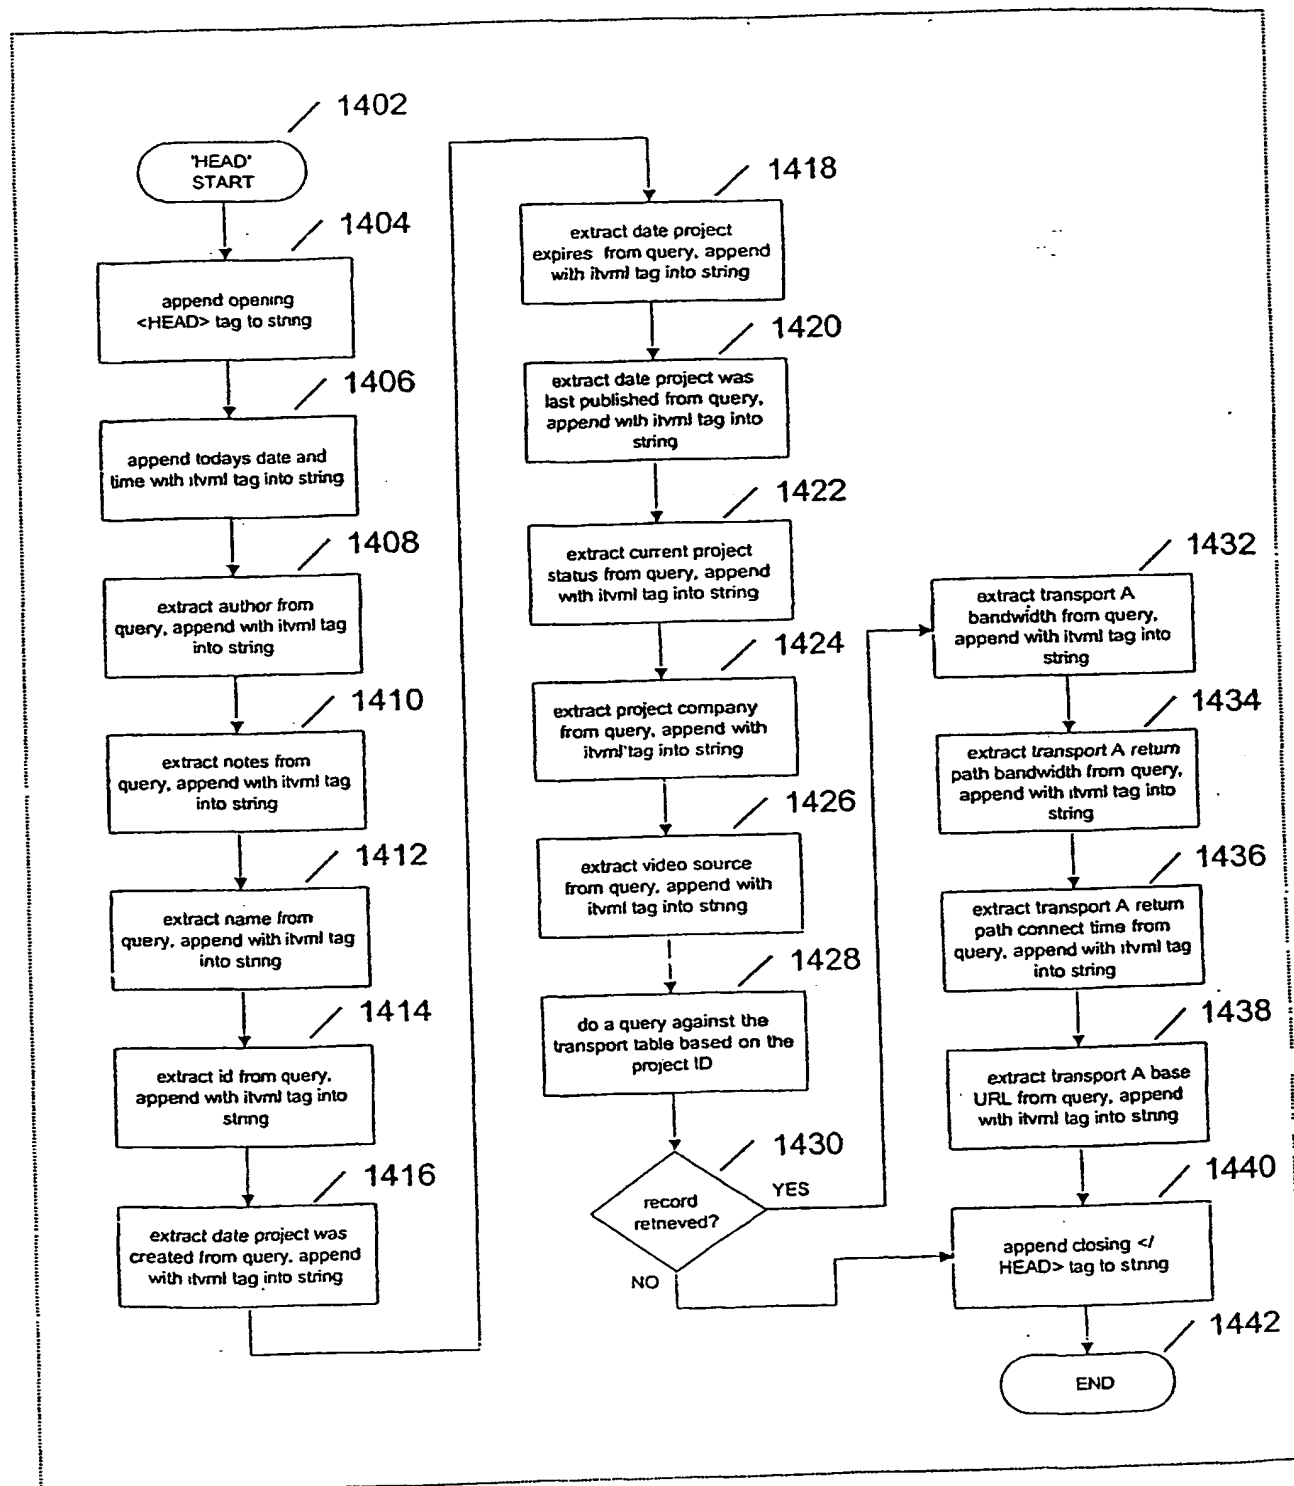 1402
"HEAD"
START
1404
append opening
<HEAD> tag to string
1406
append todays date and
time with itvml tag into string
1408
extract author from
query, append with itvml tag
into string
1410
extract notes from
query, append with itvml tag
into string
1412
extract name from
query, append with itvml tag
into string
1414
extract id from query,
append with itvml tag into
string
1416
extract date project was
created from query, append
with itvml tag into string
1418
extract date project
expires from query, append
with itvml tag into string
1420
extract date project was
last published from query,
append with itvml tag into
string
1422
extract current project
status from query, append
with itvml tag into string
1424
extract project company
from query, append with
itvml tag into string
1426
extract video source
from query, append with
itvml tag into string
1428
do a query against the
transport table based on the
project ID
1430
record
retrieved?
YES
NO
1432
extract transport A
bandwidth from query,
append with itvml tag into
string
1434
extract transport A return
path bandwidth from query,
append with itvml tag into
string
1436
extract transport A return
path connect time from
query, append with itvml tag
into string
1438
extract transport A base
URL from query, append
with itvml tag into string
1440
append closing </
HEAD> tag to string
1442
END